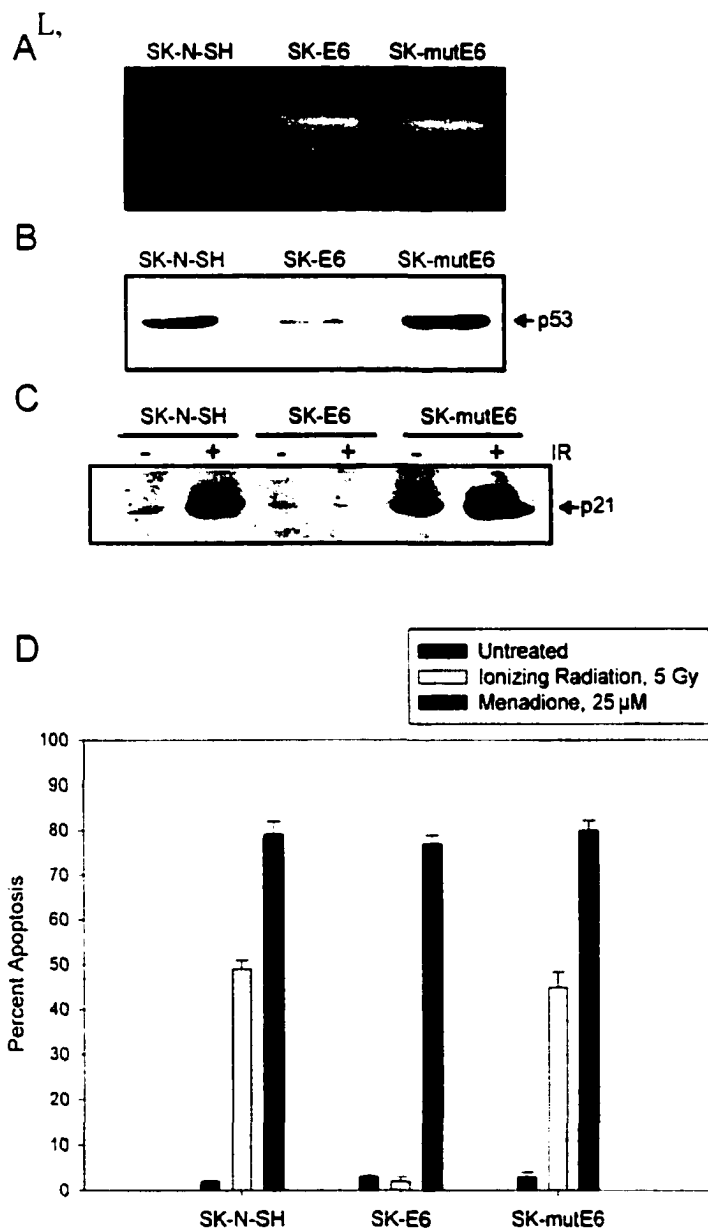 L,
A
SK-N-SH SK-E6 SK-mutE6
B
SK-N-SH SK-E6 SK-mutE6
p53
C
SK-N-SH SK-E6 SK-mutE6
- + - + - + IR
p21
D
Untreated
Ionizing Radiation, 5 Gy
Menadione, 25 µM
100
90
80
70
60
50
40
30
20
10
0
Percent Apoptosis
SK-N-SH SK-E6 SK-mutE6